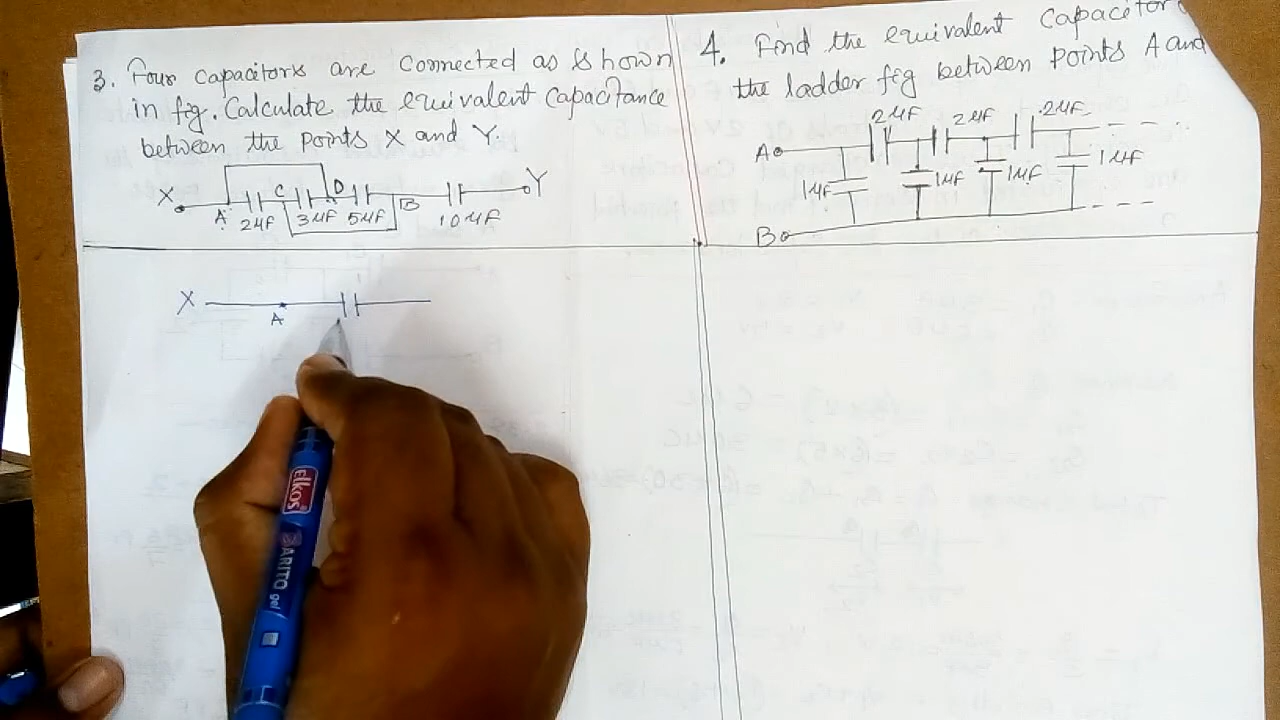 3. Four capacitors are connected as shown
in fig. Calculate the equivalent capacitance
between the points X and Y.
X A 2μF C 3μF D 5μF B 10μF Y
4. Find the equivalent capacitor
the ladder fig between points A and
2μF 2μF 2μF
A
1μF 1μF 1μF 1μF
B
X A
elkos
ARITO gel